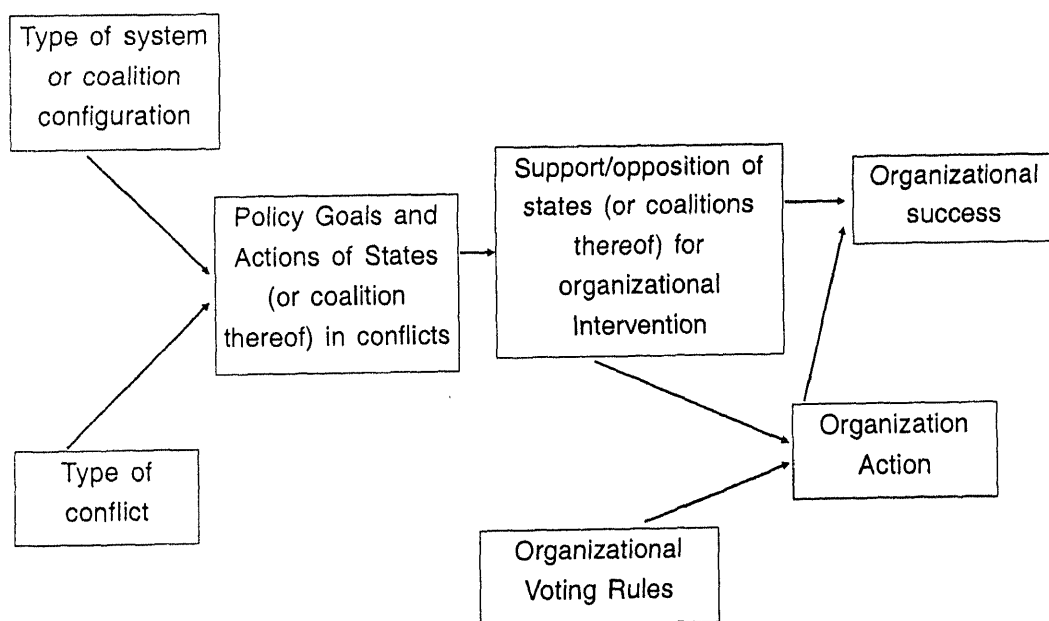 Type of system
or coalition
configuration
Policy Goals and
Actions of States
(or coalition
thereof) in conflicts
Type of
conflict
Support/opposition of
states (or coalitions
thereof) for
organizational
Intervention
Organizational
success
Organization
Action
Organizational
Voting Rules